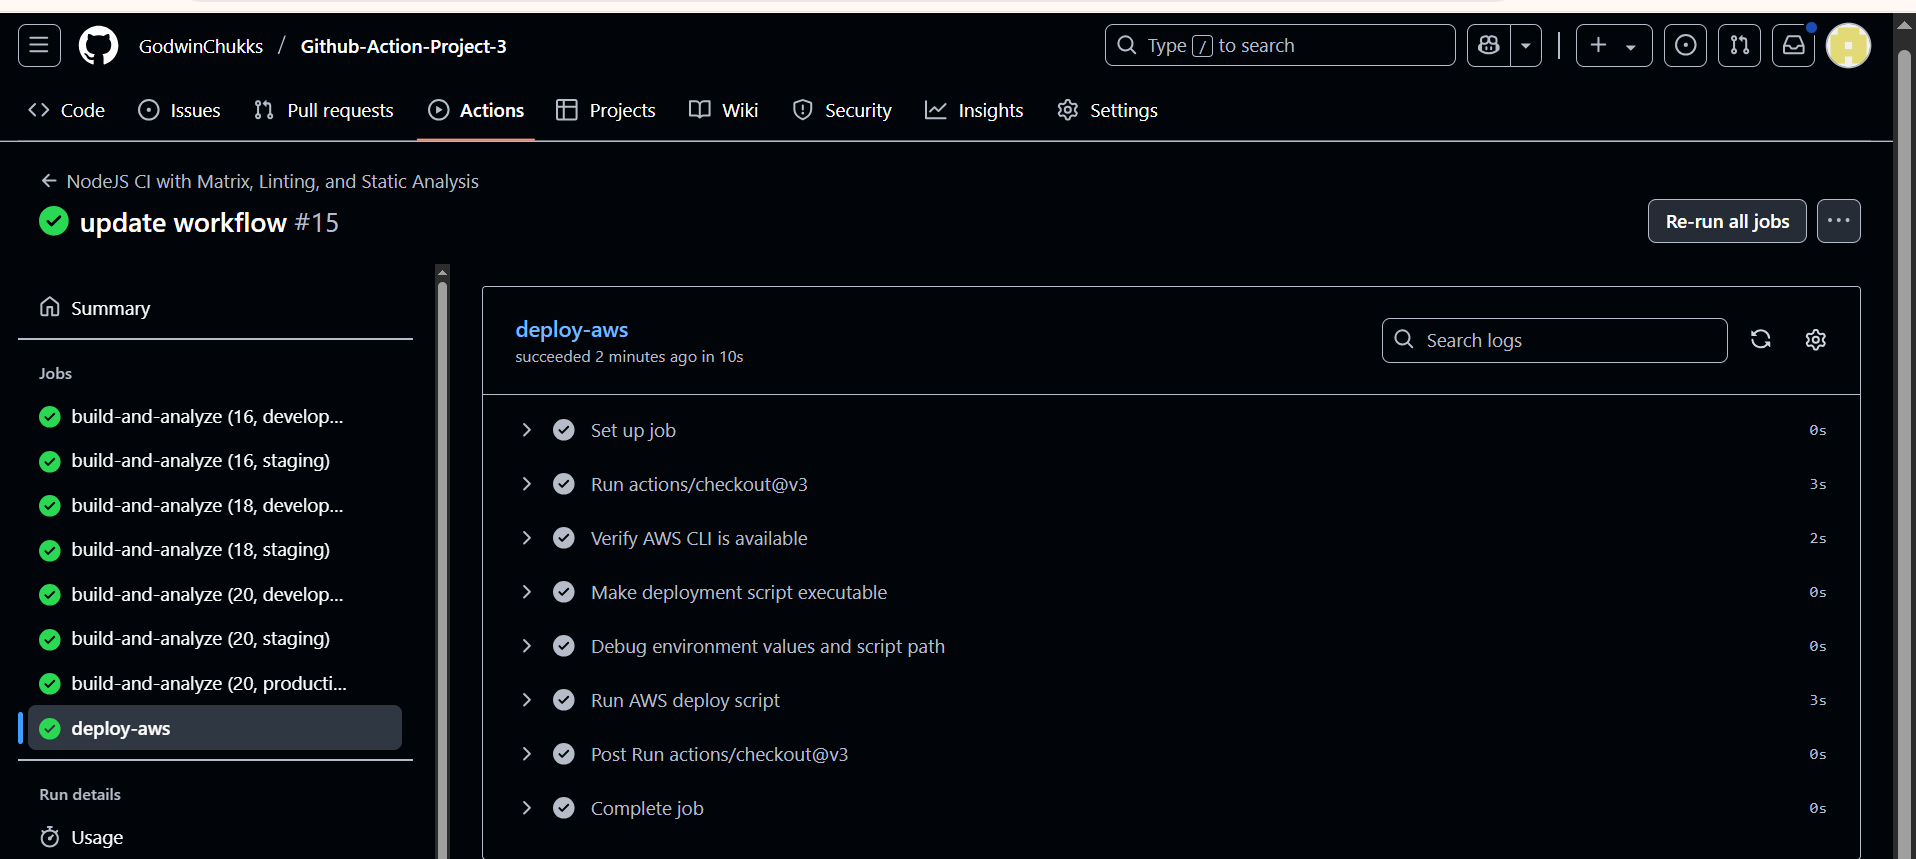 GodwinChukks / Github-Action-Project-3
Type / to search
Code
Issues
Pull requests
Actions
Projects
Wiki
Security
Insights
Settings
NodeJS CI with Matrix, Linting, and Static Analysis
update workflow #15
Re-run all jobs
Summary
Jobs
build-and-analyze (16, develop...
build-and-analyze (16, staging)
build-and-analyze (18, develop...
build-and-analyze (18, staging)
build-and-analyze (20, develop...
build-and-analyze (20, staging)
build-and-analyze (20, producti...
deploy-aws
Run details
Usage
deploy-aws
succeeded 2 minutes ago in 10s
Search logs
Set up job 0s
Run actions/checkout@v3 3s
Verify AWS CLI is available 2s
Make deployment script executable 0s
Debug environment values and script path 0s
Run AWS deploy script 3s
Post Run actions/checkout@v3 0s
Complete job 0s